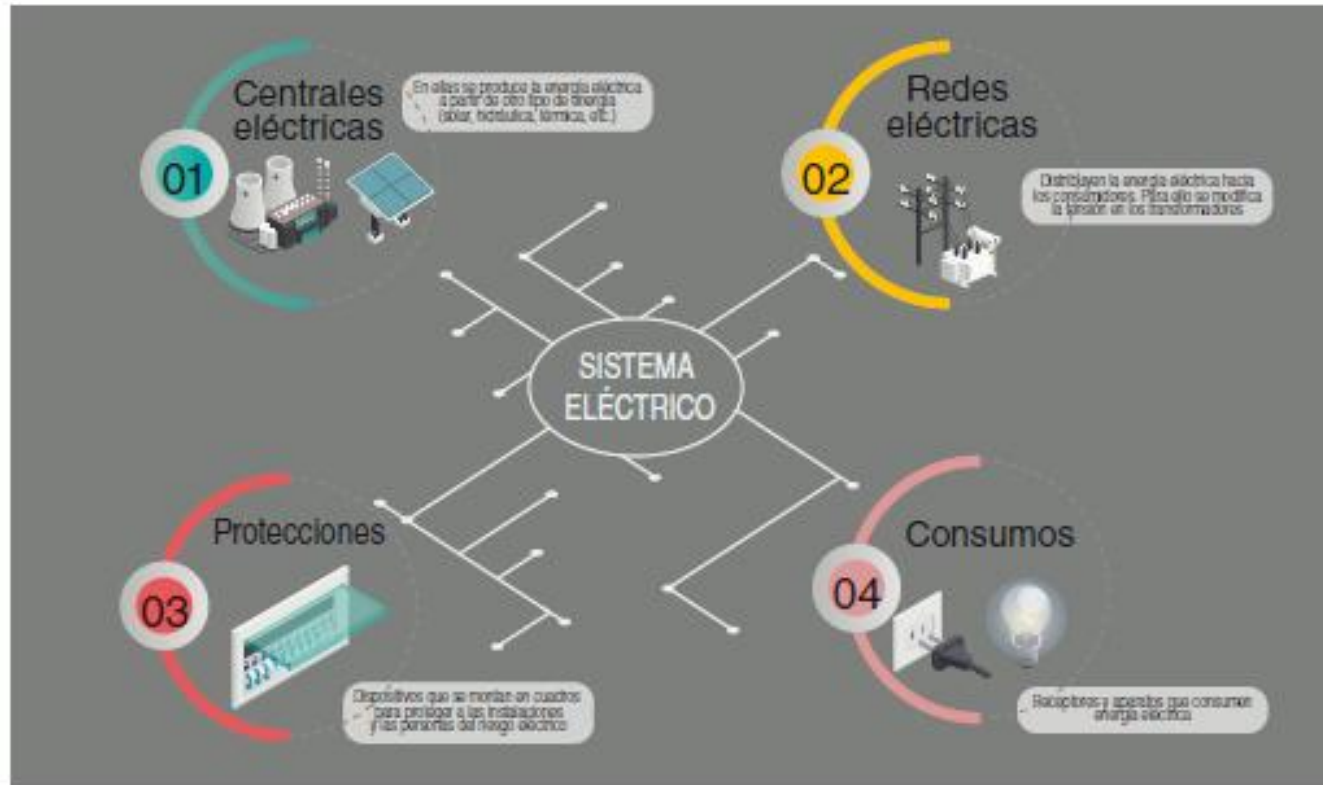 Centrales
eléctricas
01
En ellas se produce la energía eléctrica
a partir de otro tipo de energía
(solar, hidráulica, térmica, etc.)
Redes
eléctricas
02
Distribuyen la energía eléctrica hacia
los consumidores. Para ello se modifica
la tensión en los transformadores
SISTEMA
ELÉCTRICO
Protecciones
03
Dispositivos que se montan en cuadros
para proteger a las instalaciones
y las personas del riesgo eléctrico
Consumos
04
Receptores y aparatos que consumen
energía eléctrica